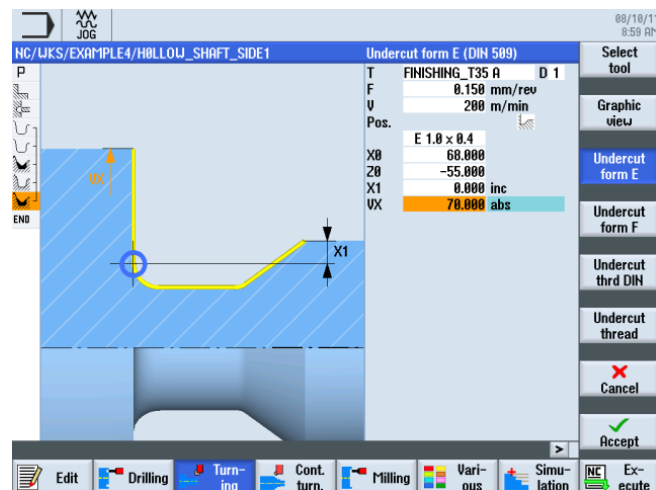 JOG
08/10/1
8:59 AM
NC/WKS/EXAMPLE4/HOLLOW_SHAFT_SIDE1
Undercut form E (DIN 509)
Select tool
P
T FINISHING_T35 A D 1
F 0.150 mm/rev
V 200 m/min
Pos.
E 1.0 x 0.4
X0 68.000
Z0 -55.000
X1 0.000 inc
VX 70.000 abs
VX
X1
END
Graphic view
Undercut form E
Undercut form F
Undercut thrd DIN
Undercut thread
Cancel
Accept
>
Edit
Drilling
Turn-ing
Cont. turn.
Milling
Vari-ous
Simu-lation
NC Ex-ecute